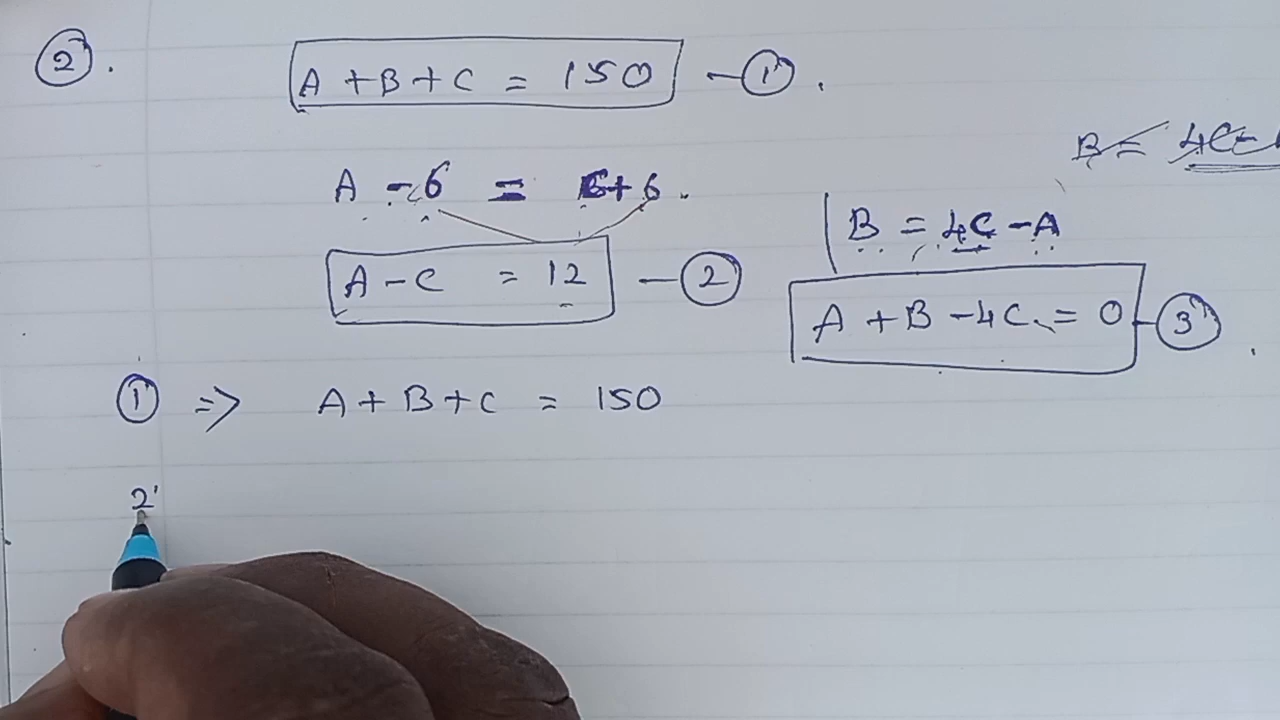 ② .
A + B + C = 150 — ① .
B = 4C -
A - 6 = C + 6 .
B = 4C - A
A - C = 12 — ②
A + B - 4C = 0 — ③ .
① => A + B + C = 150
2